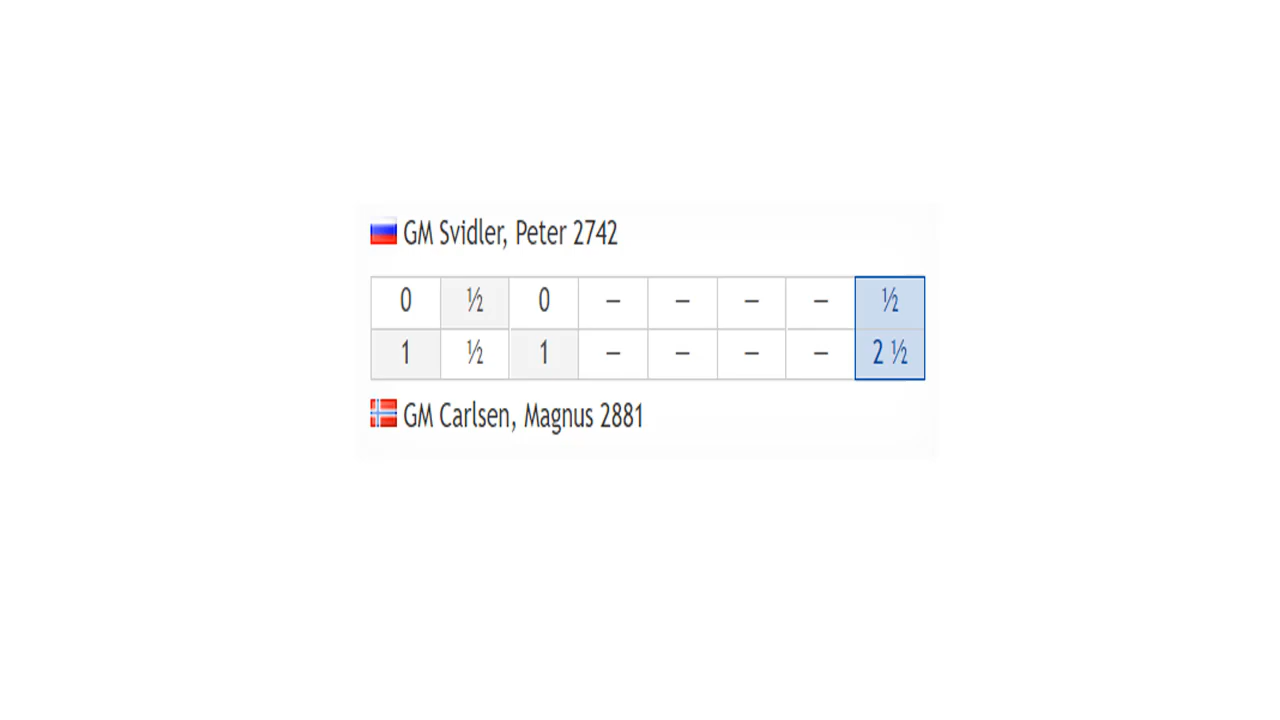 GM Svidler, Peter 2742
0 ½ 0 – – – – ½
1 ½ 1 – – – – 2 ½
GM Carlsen, Magnus 2881